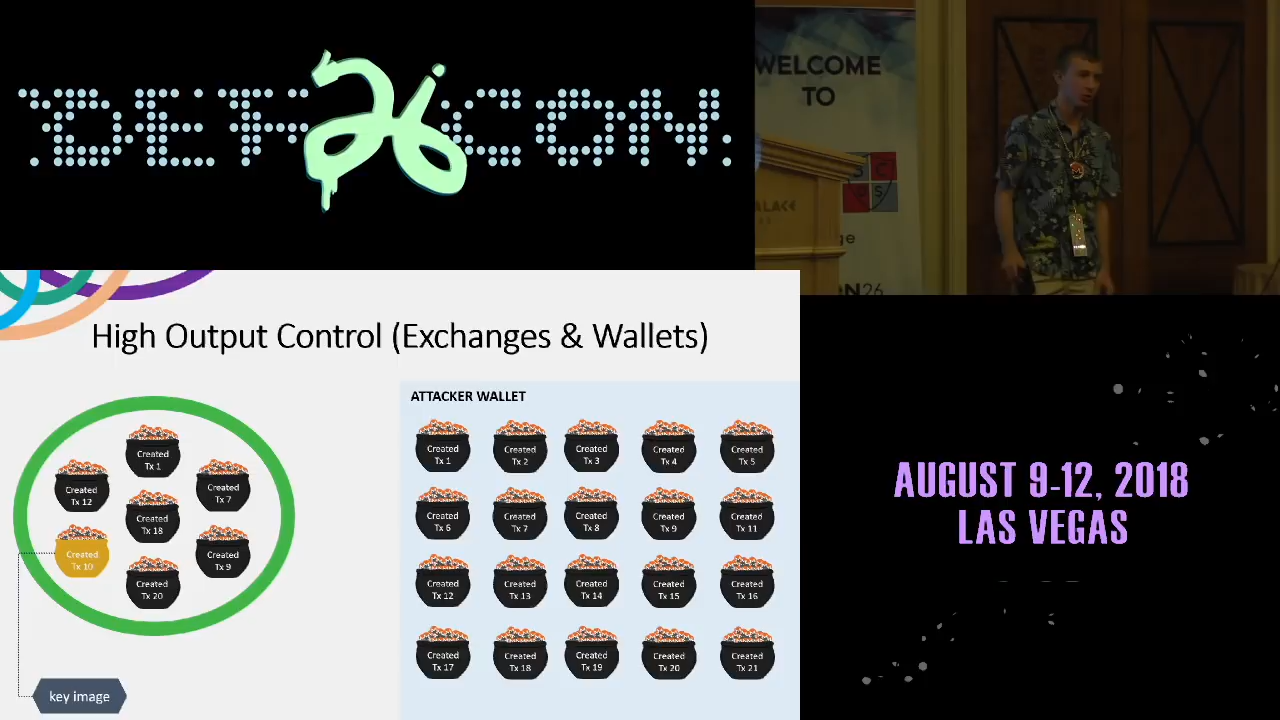 DEF CON
26
WELCOME
TO
High Output Control (Exchanges & Wallets)
Created
Tx 1
Created
Tx 12
Created
Tx 7
Created
Tx 18
Created
Tx 10
Created
Tx 9
Created
Tx 20
key image
ATTACKER WALLET
Created
Tx 1
Created
Tx 2
Created
Tx 3
Created
Tx 4
Created
Tx 5
Created
Tx 6
Created
Tx 7
Created
Tx 8
Created
Tx 9
Created
Tx 11
Created
Tx 12
Created
Tx 13
Created
Tx 14
Created
Tx 15
Created
Tx 16
Created
Tx 17
Created
Tx 18
Created
Tx 19
Created
Tx 20
Created
Tx 21
AUGUST 9-12, 2018
LAS VEGAS